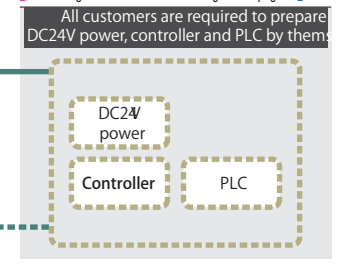 All customers are required to prepare
DC24V power, controller and PLC by thems
DC24V
power
Controller
PLC